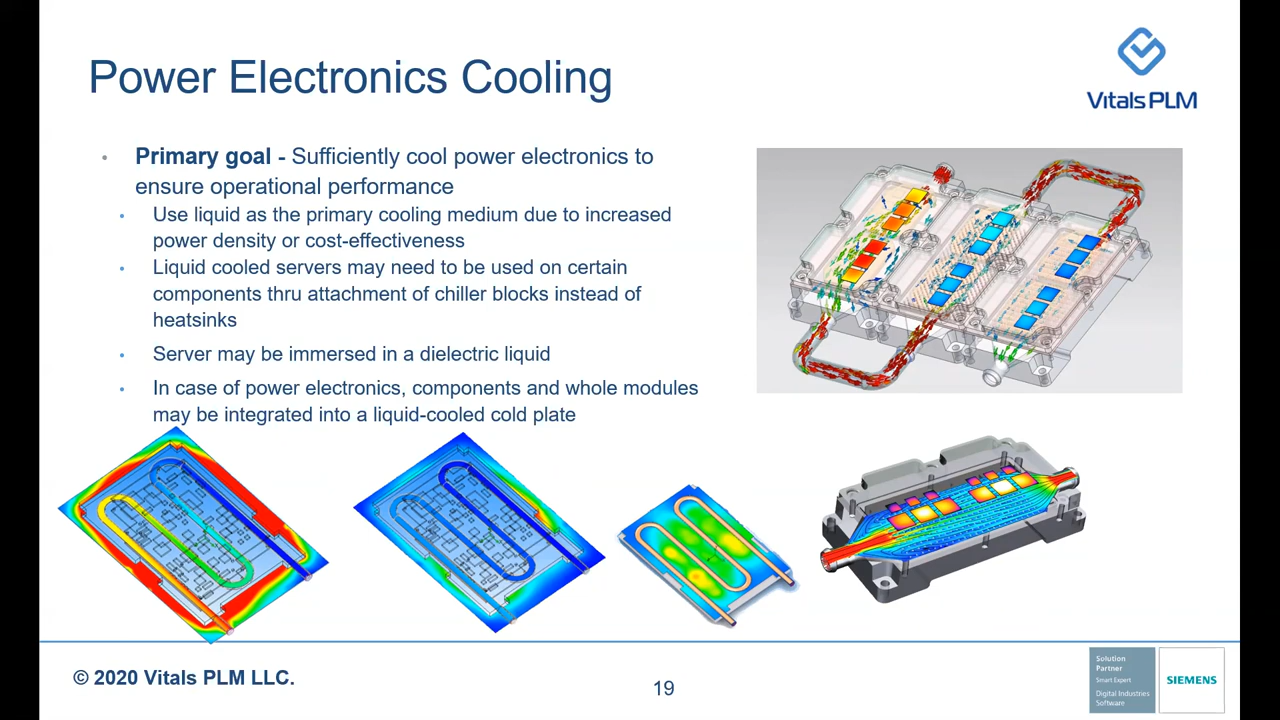 Power Electronics Cooling
Vitals PLM
• Primary goal - Sufficiently cool power electronics to
ensure operational performance
• Use liquid as the primary cooling medium due to increased
power density or cost-effectiveness
• Liquid cooled servers may need to be used on certain
components thru attachment of chiller blocks instead of
heatsinks
• Server may be immersed in a dielectric liquid
• In case of power electronics, components and whole modules
may be integrated into a liquid-cooled cold plate
© 2020 Vitals PLM LLC.
19
Solution
Partner
Smart Expert
Digital Industries
Software
SIEMENS